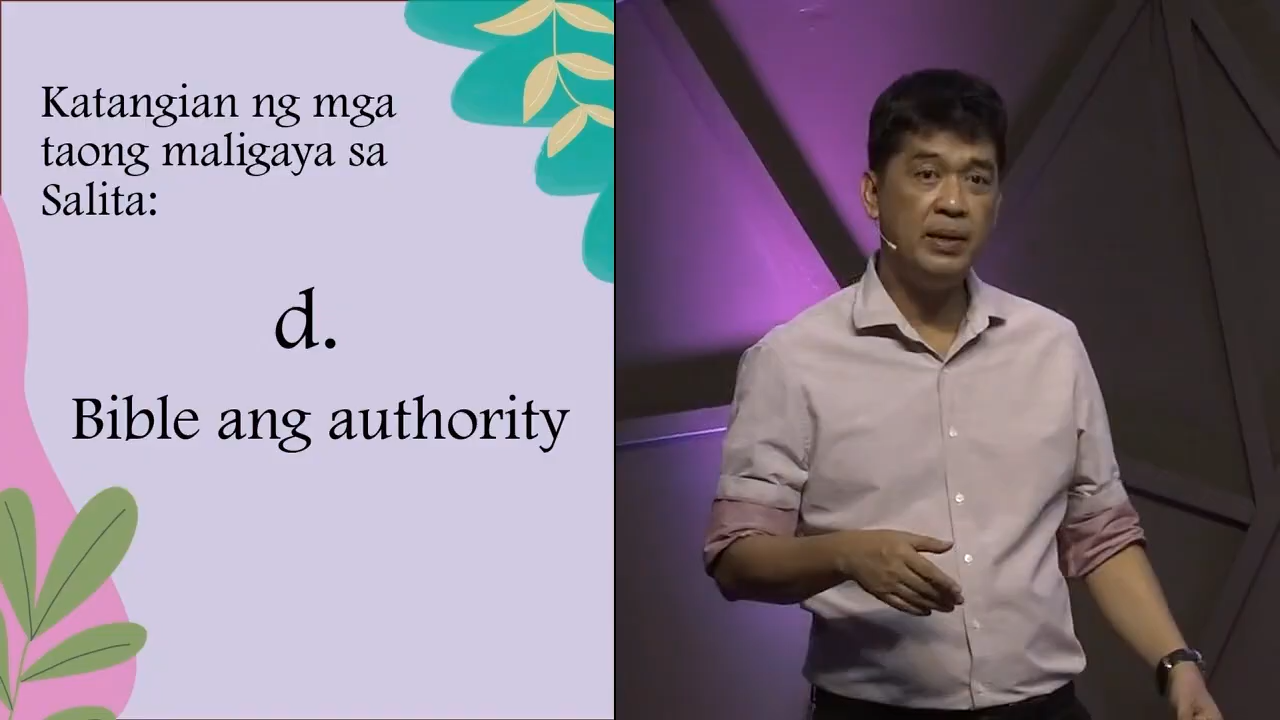 Katangian ng mga
taong maligaya sa
Salita:
d.
Bible ang authority